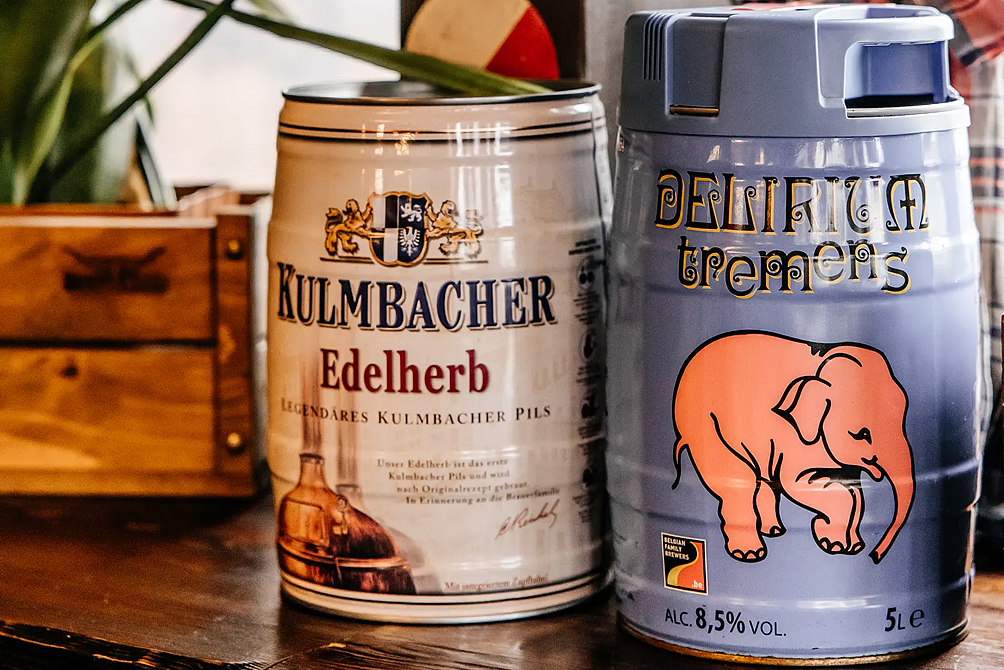 KULMBACHER
Edelherb
LEGENDÄRES KULMBACHER PILS
Unser Edelherb ist das erste
Kulmbacher Pils und wird
nach Originalrezept gebraut.
In Erinnerung an die Brauerfamilie
Mit integriertem Zapfhahn
DELIRIUM
tremens
BELGIAN
FAMILY
BREWERS
.be
ALC. 8,5% VOL.
5L e